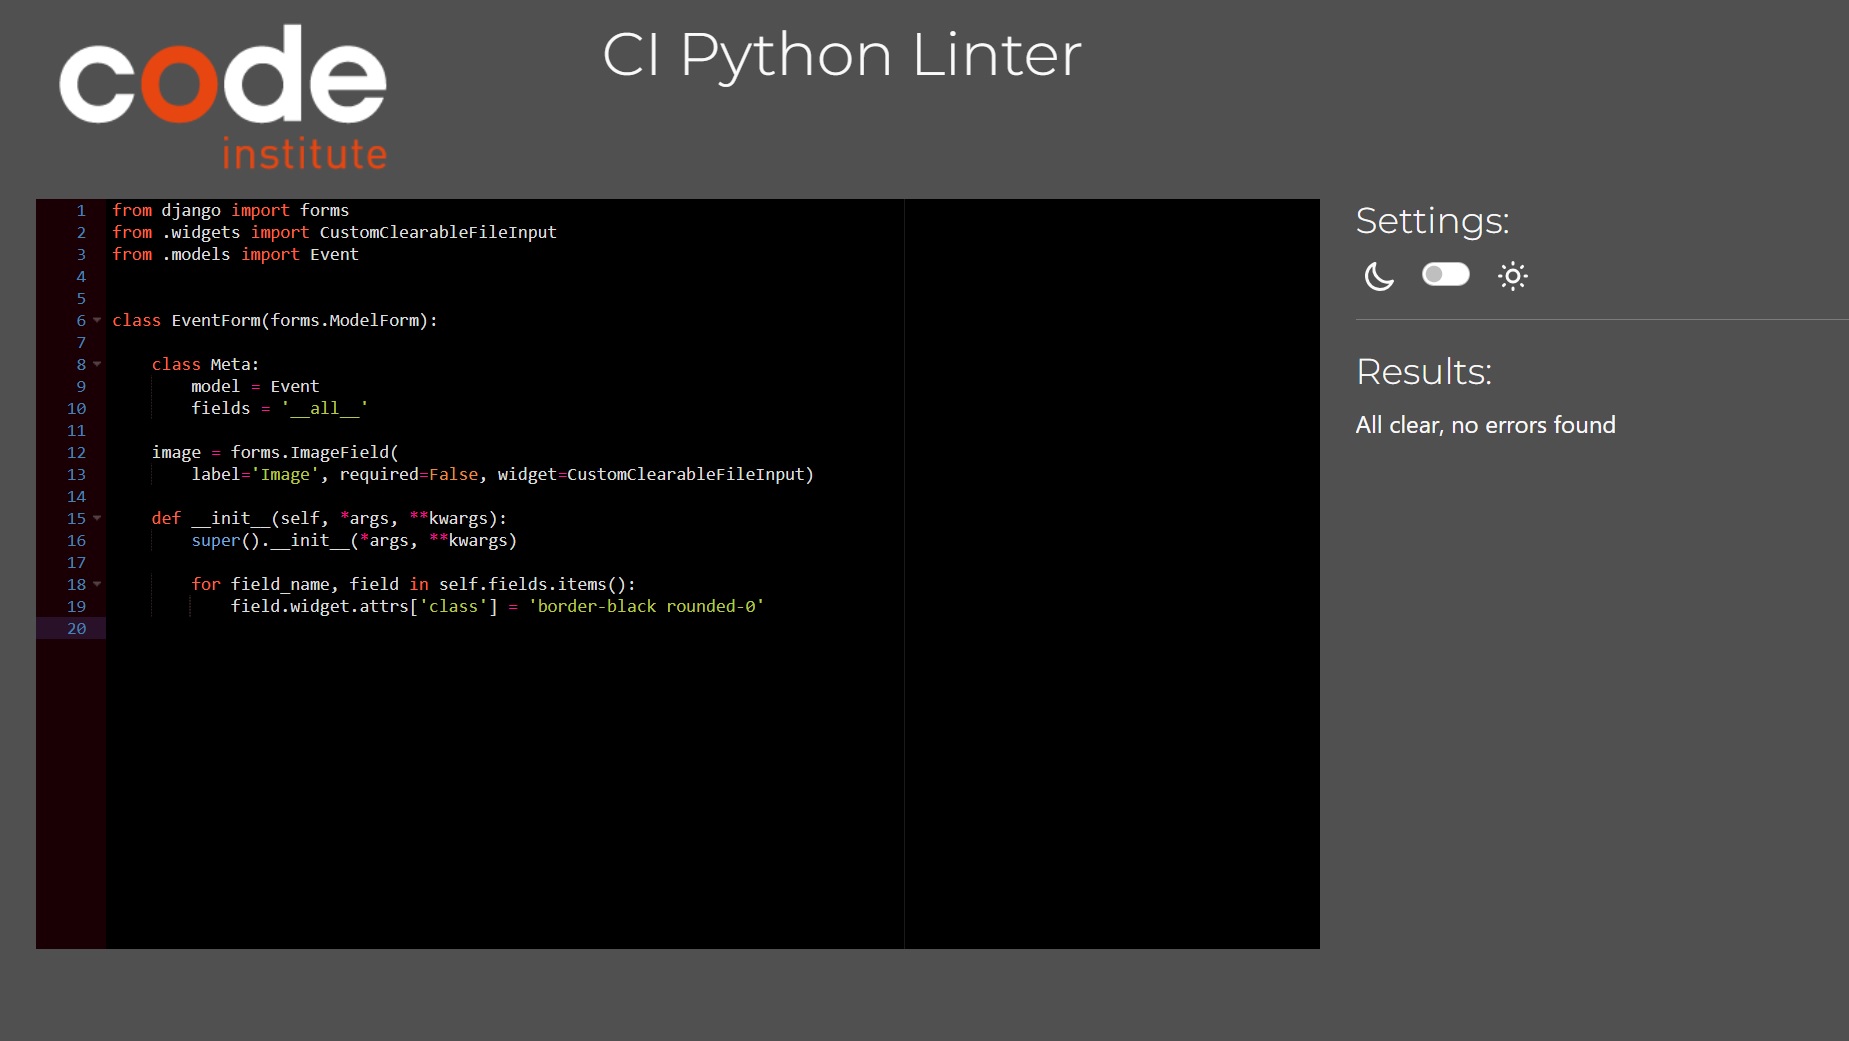 code
institute
CI Python Linter
1 from django import forms
2 from .widgets import CustomClearableFileInput
3 from .models import Event
4
5
6 class EventForm(forms.ModelForm):
7
8     class Meta:
9         model = Event
10         fields = '__all__'
11
12     image = forms.ImageField(
13         label='Image', required=False, widget=CustomClearableFileInput)
14
15     def __init__(self, *args, **kwargs):
16         super().__init__(*args, **kwargs)
17
18         for field_name, field in self.fields.items():
19             field.widget.attrs['class'] = 'border-black rounded-0'
20
Settings:
Results:
All clear, no errors found